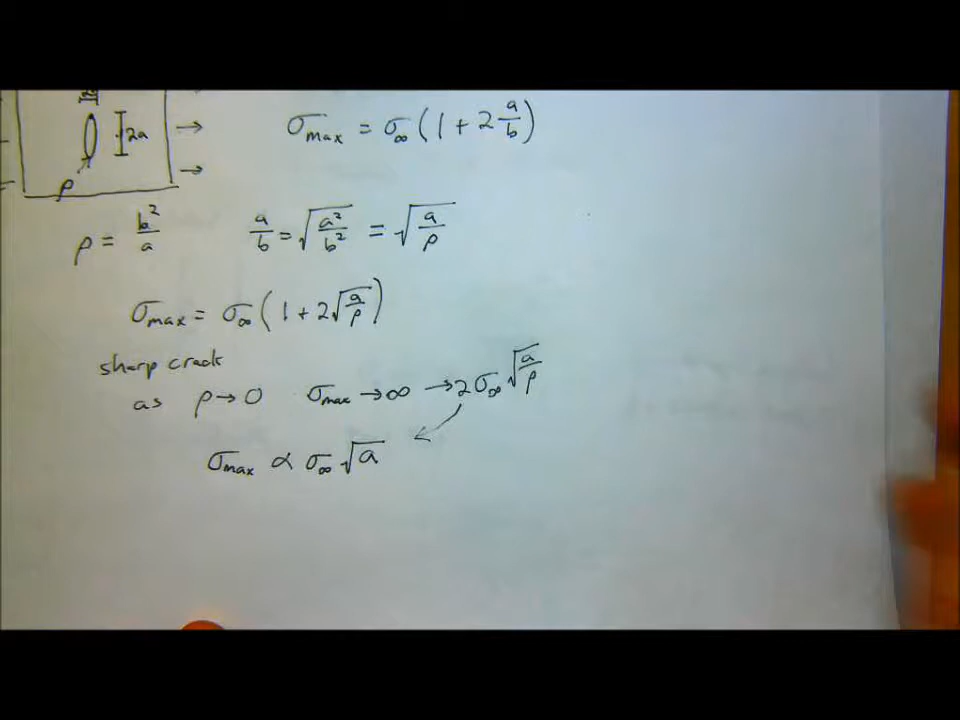 2a
ρ
σmax = σ∞ (1 + 2 a/b)
ρ = b²/a a/b = √(a²/b²) = √(a/ρ)
σmax = σ∞ (1 + 2√(a/ρ))
sharp crack
as ρ → 0 σmax → ∞ → 2σ∞ √(a/ρ)
σmax ∝ σ∞ √a